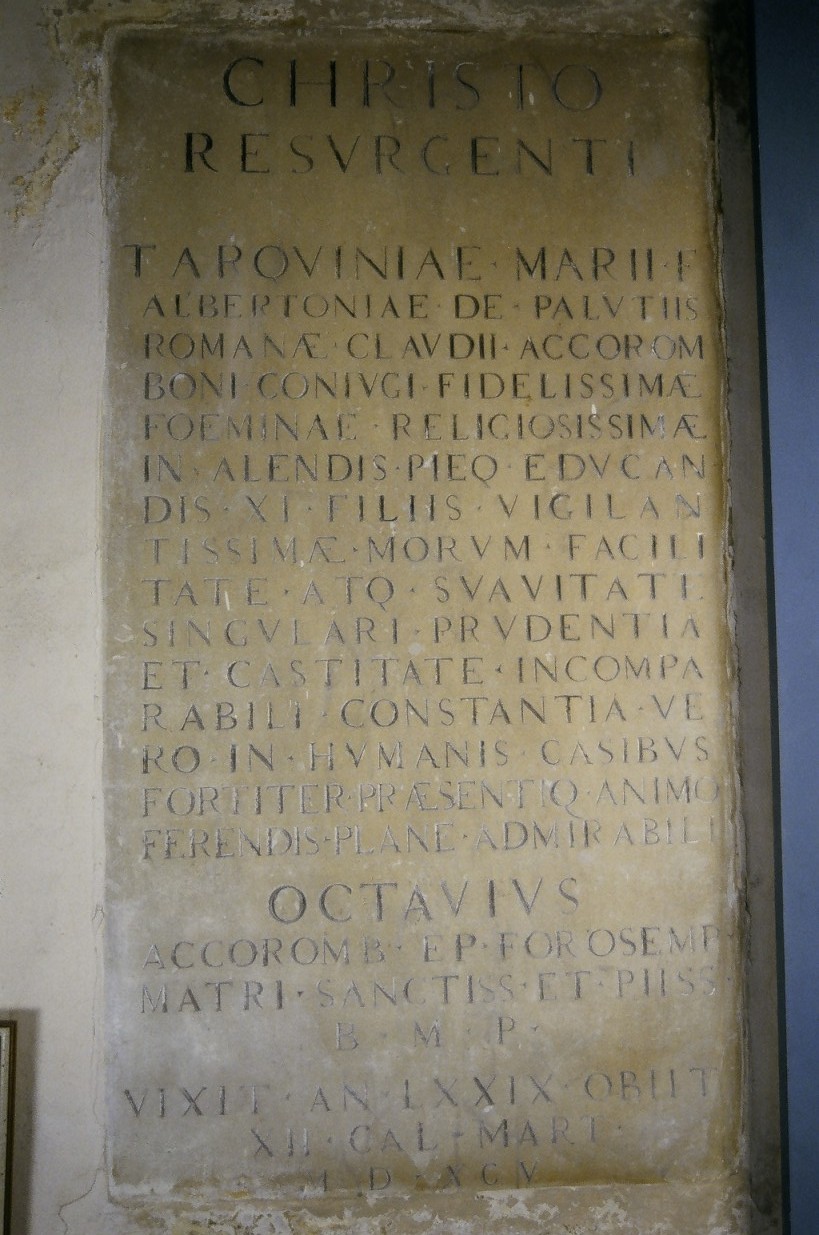 CHRISTO
RESVRGENTI
TARQVINIAE · MARII · F
ALBERTONIAE · DE · PALVTIIS
ROMANÆ · CLAVDII · ACCOROM
BONI · CONIVGI · FIDELISSIMÆ
FOEMINAE · RELIGIOSISSIMÆ
IN · ALENDIS · PIEQ · EDVCAN
DIS · XI · FILIIS · VIGILAN
TISSIMÆ · MORVM · FACILI
TATE · ATQ · SVAVITATE
SINGVLARI · PRVDENTIA
ET · CASTITATE · INCOMPA
RABILI · CONSTANTIA · VE
RO · IN · HVMANIS · CASIBVS
FORTITER · PRÆSENTIQ · ANIMO
FERENDIS · PLANE · ADMIRABILI
OCTAVIVS
ACCOROMB · EP · FOROSEMP
MATRI · SANCTISS · ET · PIISS ·
B · M · P ·
VIXIT · AN · LXXIX · OBIIT
XII · CAL · MART ·
D · XCV